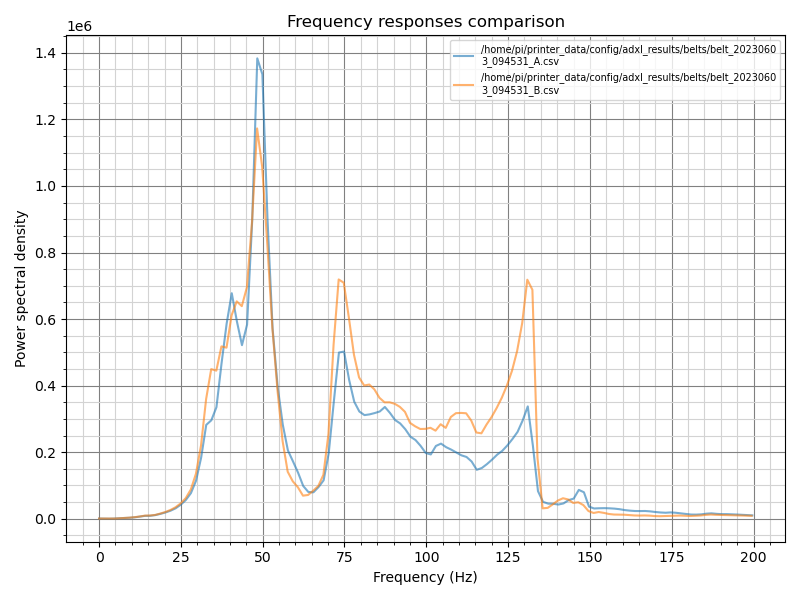 Frequency responses comparison
1e6
/home/pi/printer_data/config/adxl_results/belts/belt_2023060
3_094531_A.csv
/home/pi/printer_data/config/adxl_results/belts/belt_2023060
3_094531_B.csv
1.4
1.2
1.0
0.8
0.6
0.4
0.2
0.0
Power spectral density
0 25 50 75 100 125 150 175 200
Frequency (Hz)